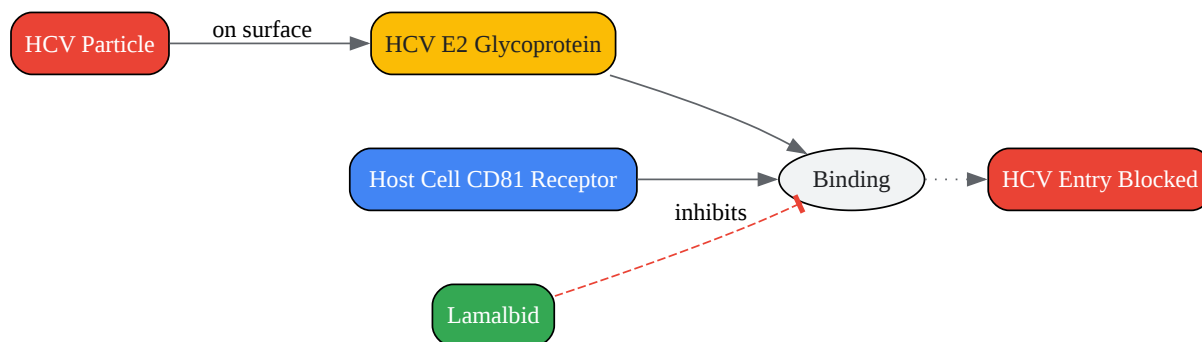 HCV Particle
on surface
HCV E2 Glycoprotein
Host Cell CD81 Receptor
Binding
HCV Entry Blocked
inhibits
Lamalbid